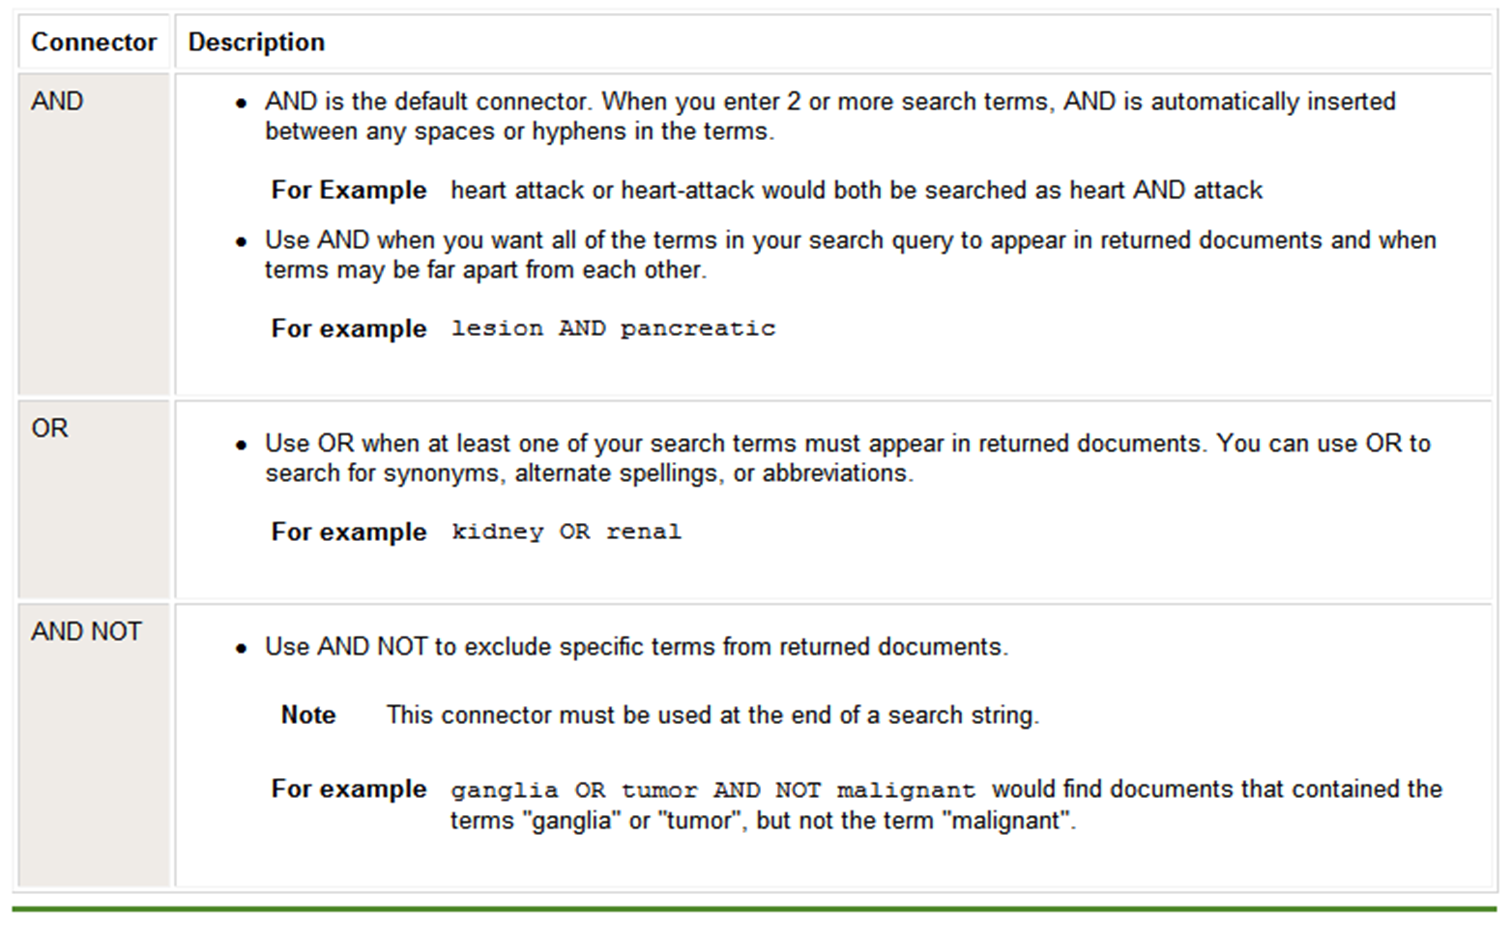 Connector Description
AND
• AND is the default connector. When you enter 2 or more search terms, AND is automatically inserted
between any spaces or hyphens in the terms.
For Example heart attack or heart-attack would both be searched as heart AND attack
• Use AND when you want all of the terms in your search query to appear in returned documents and when
terms may be far apart from each other.
For example lesion AND pancreatic
OR
• Use OR when at least one of your search terms must appear in returned documents. You can use OR to
search for synonyms, alternate spellings, or abbreviations.
For example kidney OR renal
AND NOT
• Use AND NOT to exclude specific terms from returned documents.
Note This connector must be used at the end of a search string.
For example ganglia OR tumor AND NOT malignant would find documents that contained the
terms "ganglia" or "tumor", but not the term "malignant".